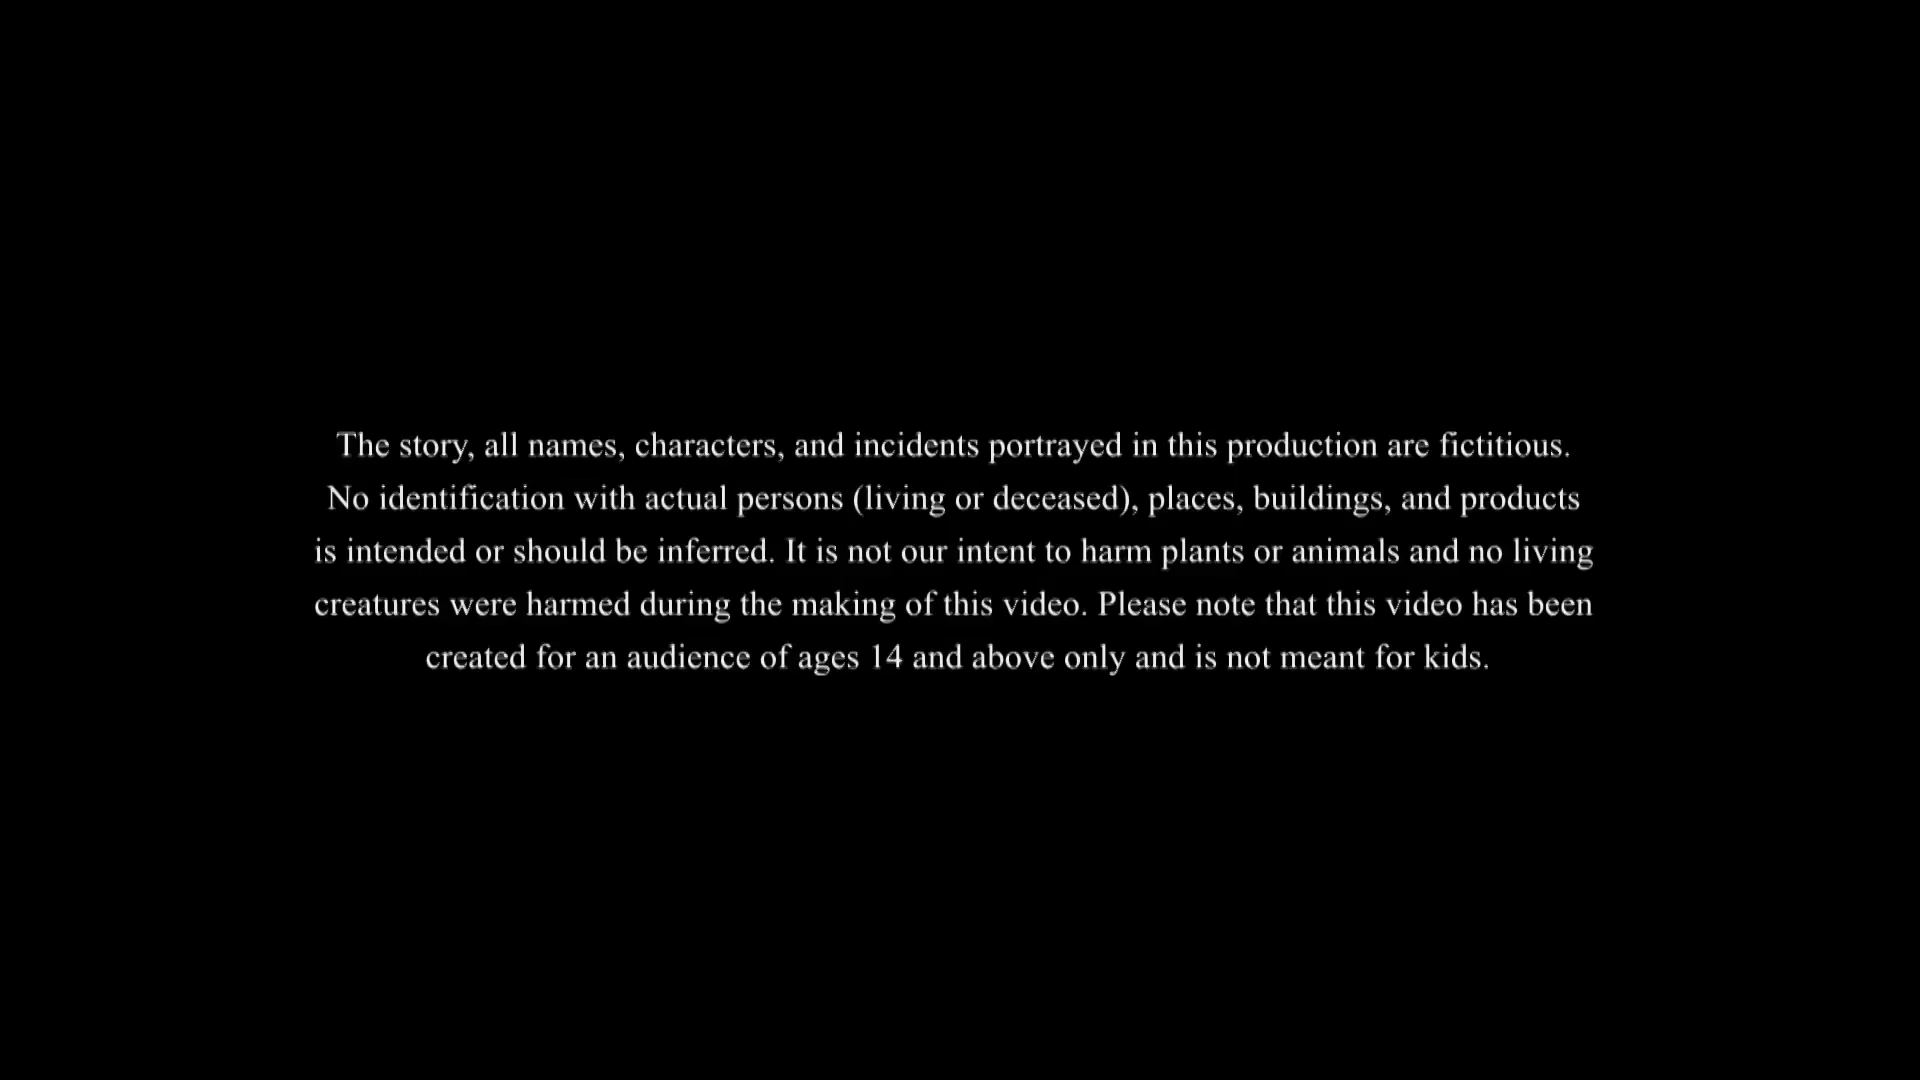 The story, all names, characters, and incidents portrayed in this production are fictitious.
No identification with actual persons (living or deceased), places, buildings, and products
is intended or should be inferred. It is not our intent to harm plants or animals and no living
creatures were harmed during the making of this video. Please note that this video has been
created for an audience of ages 14 and above only and is not meant for kids.